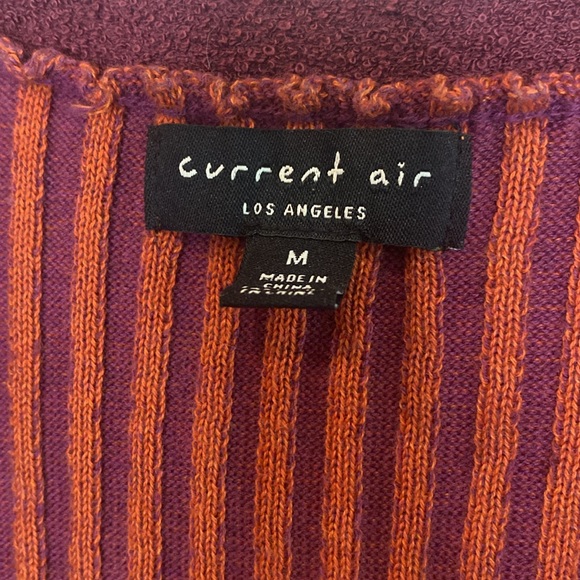 current air
LOS ANGELES
M
MADE IN
CHINA